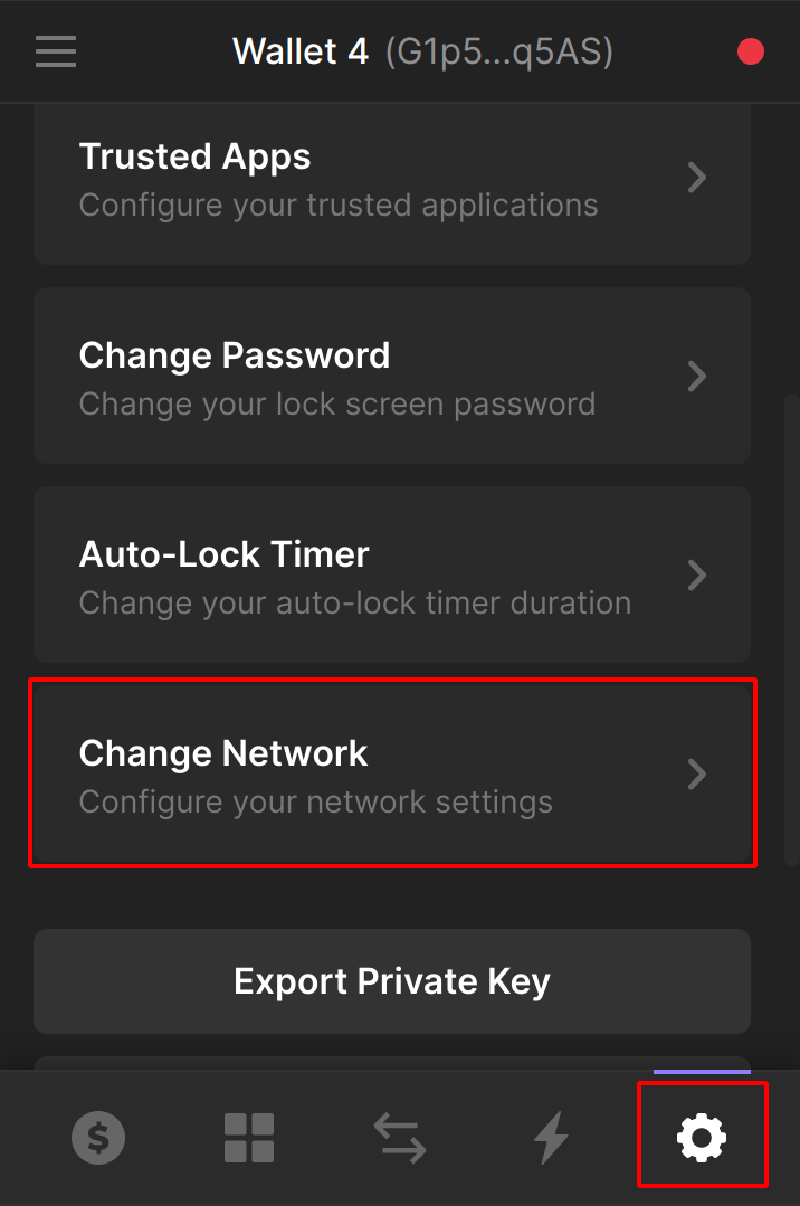 Wallet 4 (G1p5...q5AS)
Trusted Apps
Configure your trusted applications
Change Password
Change your lock screen password
Auto-Lock Timer
Change your auto-lock timer duration
Change Network
Configure your network settings
Export Private Key
$